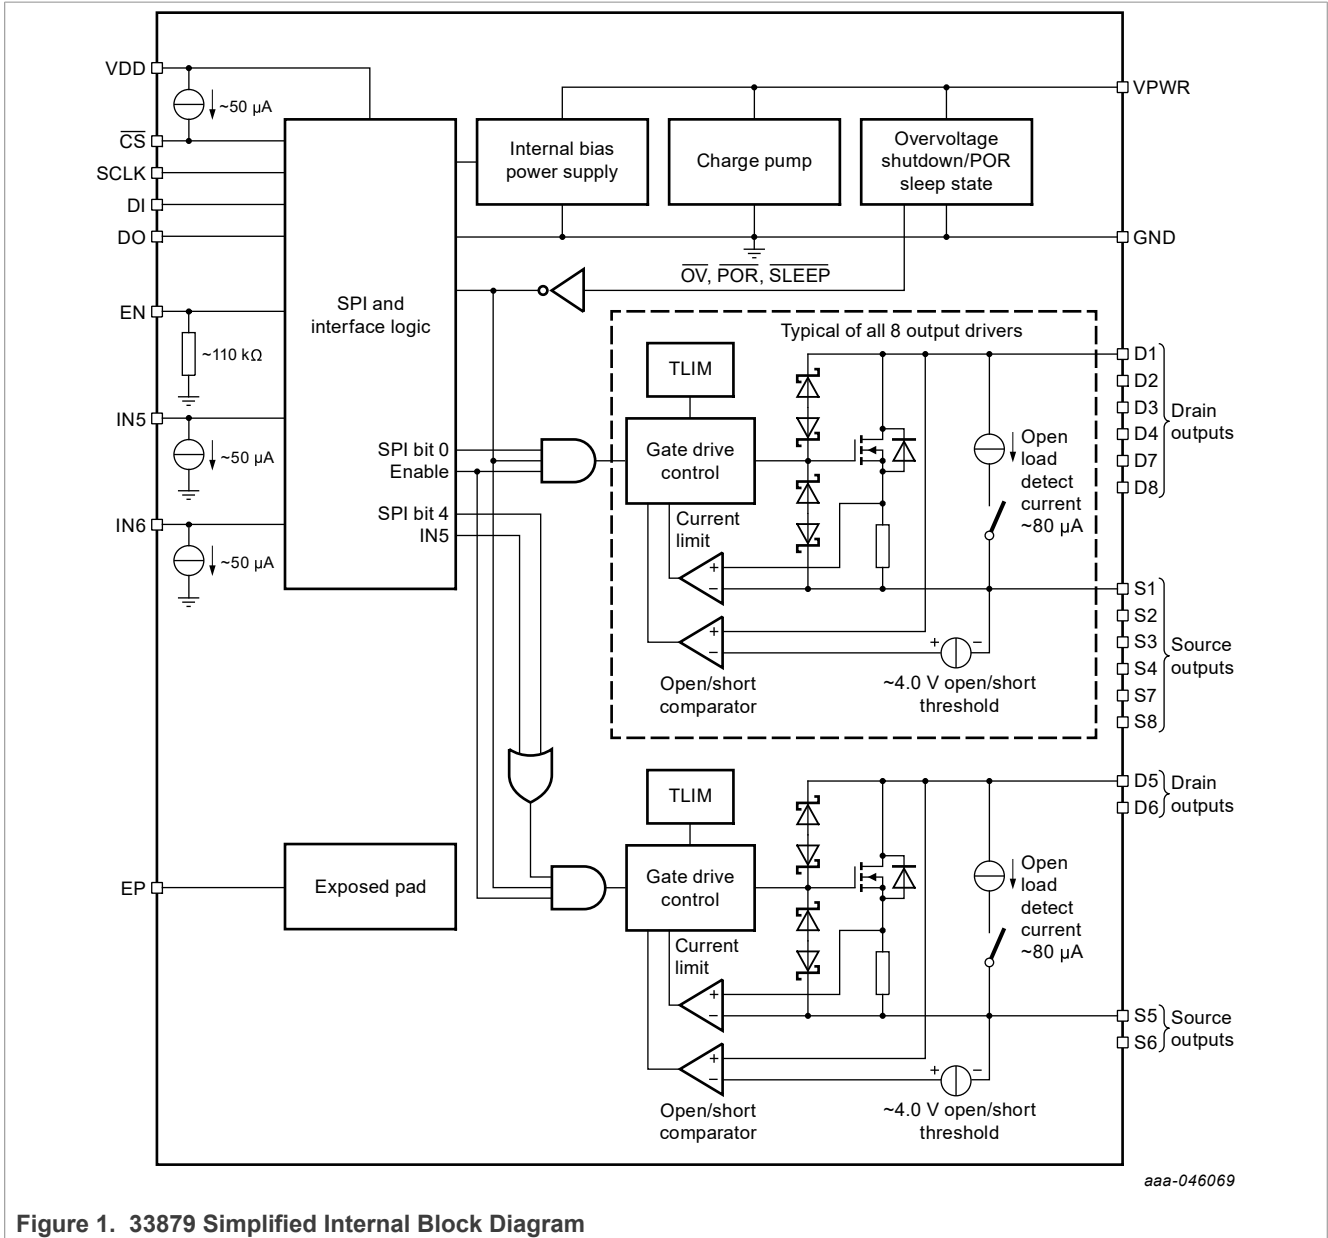 VDD
~50 µA
CS
SCLK
DI
DO
EN
~110 kΩ
IN5
~50 µA
IN6
~50 µA
EP
SPI and
interface logic
SPI bit 0
Enable
SPI bit 4
IN5
Exposed pad
Internal bias
power supply
Charge pump
Overvoltage
shutdown/POR
sleep state
VPWR
GND
OV, POR, SLEEP
Typical of all 8 output drivers
TLIM
Gate drive
control
Current
limit
+
−
+
−
Open/short
comparator
Open
load
detect
current
~80 µA
+
−
~4.0 V open/short
threshold
D1
D2
D3
D4
D7
D8
Drain
outputs
S1
S2
S3
S4
S7
S8
Source
outputs
TLIM
Gate drive
control
Current
limit
+
−
+
−
Open/short
comparator
Open
load
detect
current
~80 µA
+
−
~4.0 V open/short
threshold
D5
D6
Drain
outputs
S5
S6
Source
outputs
aaa-046069
Figure 1. 33879 Simplified Internal Block Diagram